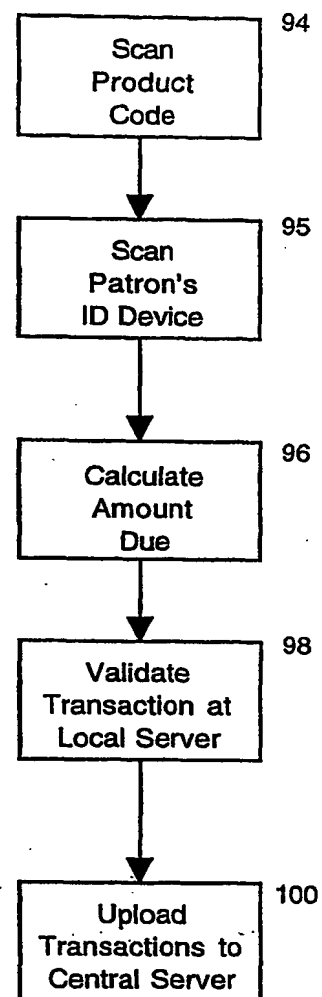 94
Scan
Product
Code
95
Scan
Patron's
ID Device
96
Calculate
Amount
Due
98
Validate
Transaction at
Local Server
100
Upload
Transactions to
Central Server